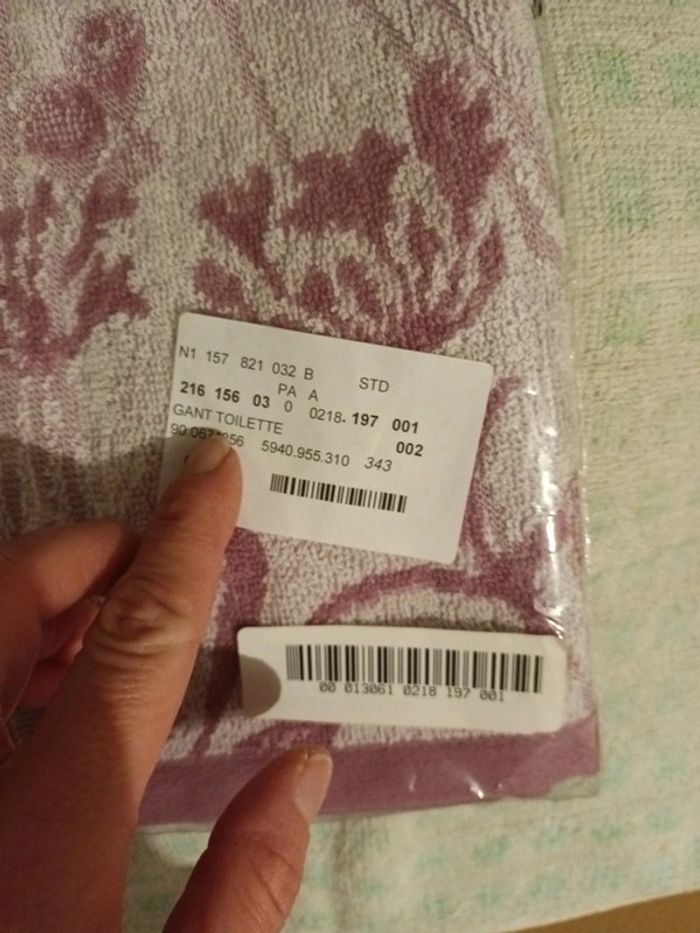 N1 157 821 032 B STD
PA A
216 156 03 0 0218. 197 001
GANT TOILETTE 002
5940.955.310 343
00 013061 0218 197 001